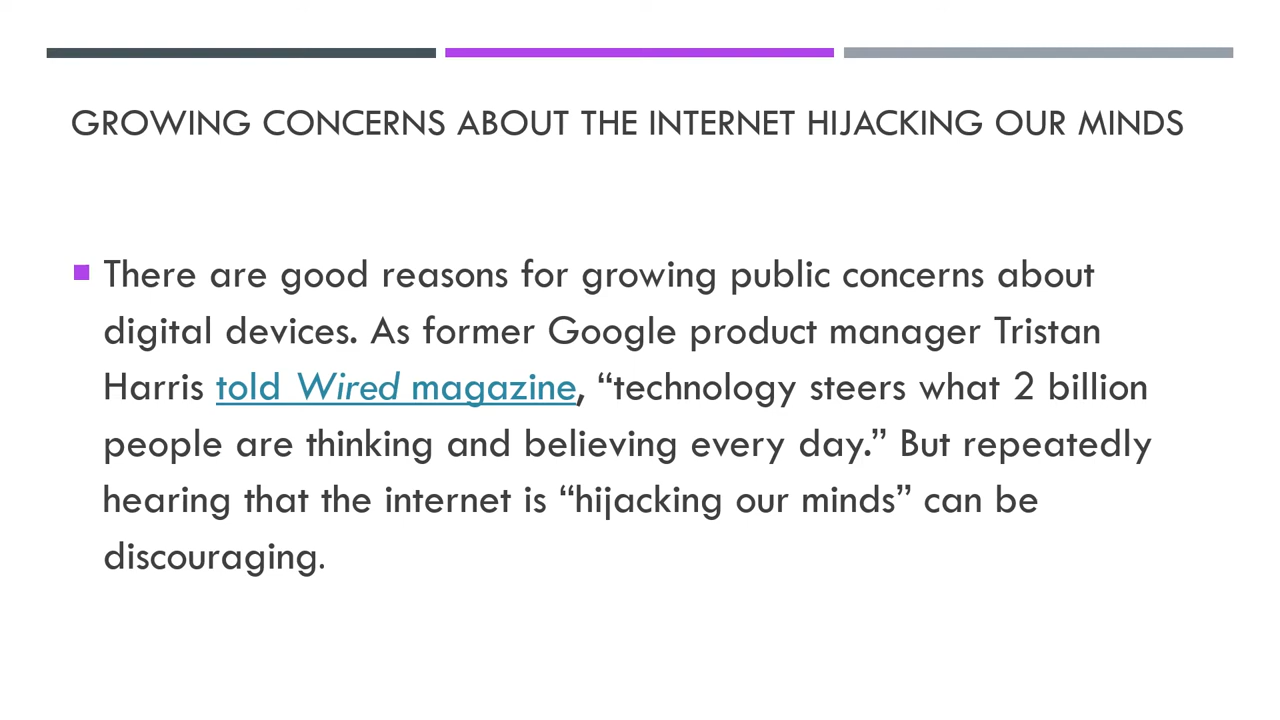 GROWING CONCERNS ABOUT THE INTERNET HIJACKING OUR MINDS
There are good reasons for growing public concerns about
digital devices. As former Google product manager Tristan
Harris told Wired magazine, “technology steers what 2 billion
people are thinking and believing every day.” But repeatedly
hearing that the internet is “hijacking our minds” can be
discouraging.